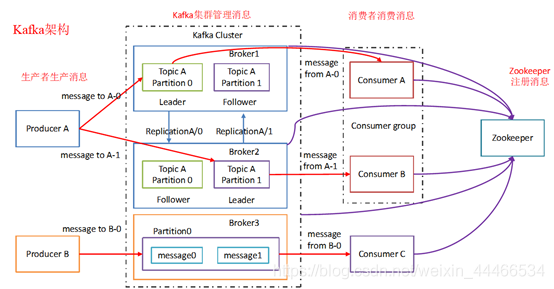 Kafka架构
Kafka集群管理消息
消费者消费消息
生产者生产消息
Zookeeper
注册消息
Kafka Cluster
Broker1
Topic A
Partition 0
Topic A
Partition 1
Leader
Follower
message to A-0
message
from A-0
Consumer A
Producer A
ReplicationA/0
ReplicationA/1
Consumer group
Zookeeper
message to A-1
Broker2
Topic A
Partition 0
Topic A
Partition 1
Follower
Leader
message
from A-1
Consumer B
Broker3
Partition0
message to B-0
message0
message1
message
from B-0
Producer B
Consumer C
https://blog.csdn.net/weixin_44466534